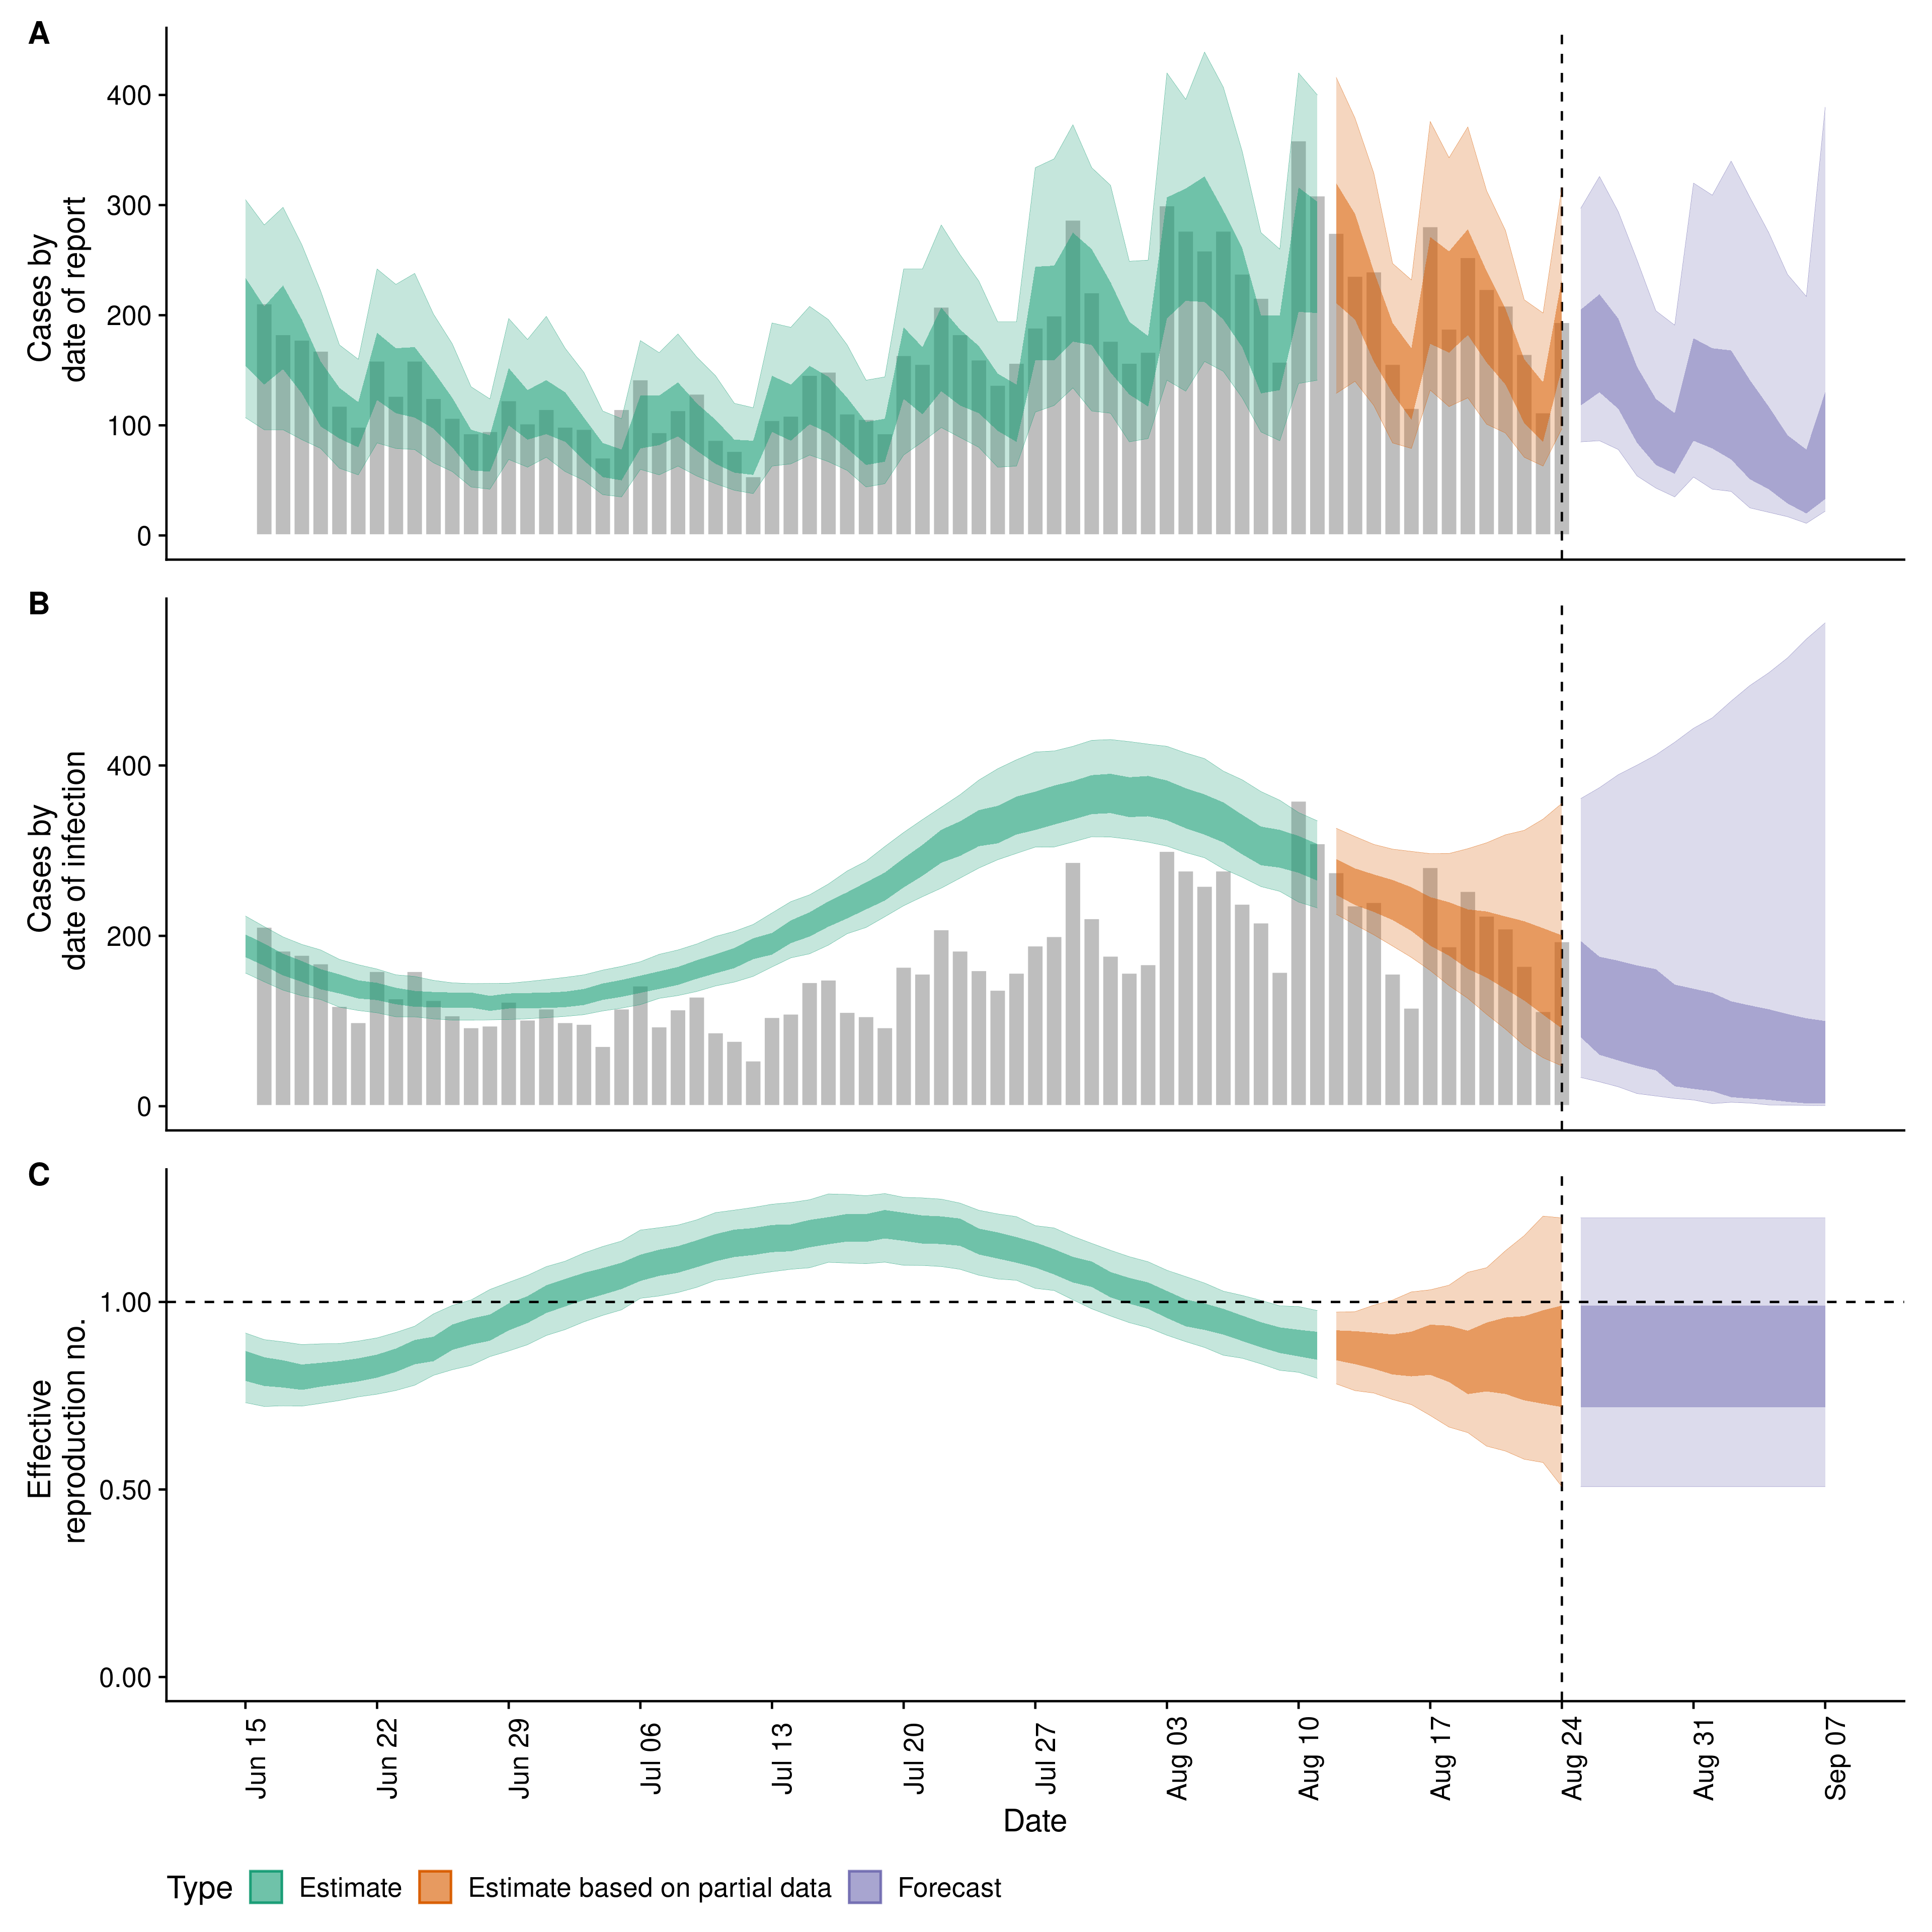 A
400
300
200
100
0
Cases by
date of report
B
400
200
0
Cases by
date of infection
C
1.00
0.50
0.00
Effective
reproduction no.
Jun 15
Jun 22
Jun 29
Jul 06
Jul 13
Jul 20
Jul 27
Aug 03
Aug 10
Aug 17
Aug 24
Aug 31
Sep 07
Date
Type Estimate Estimate based on partial data Forecast